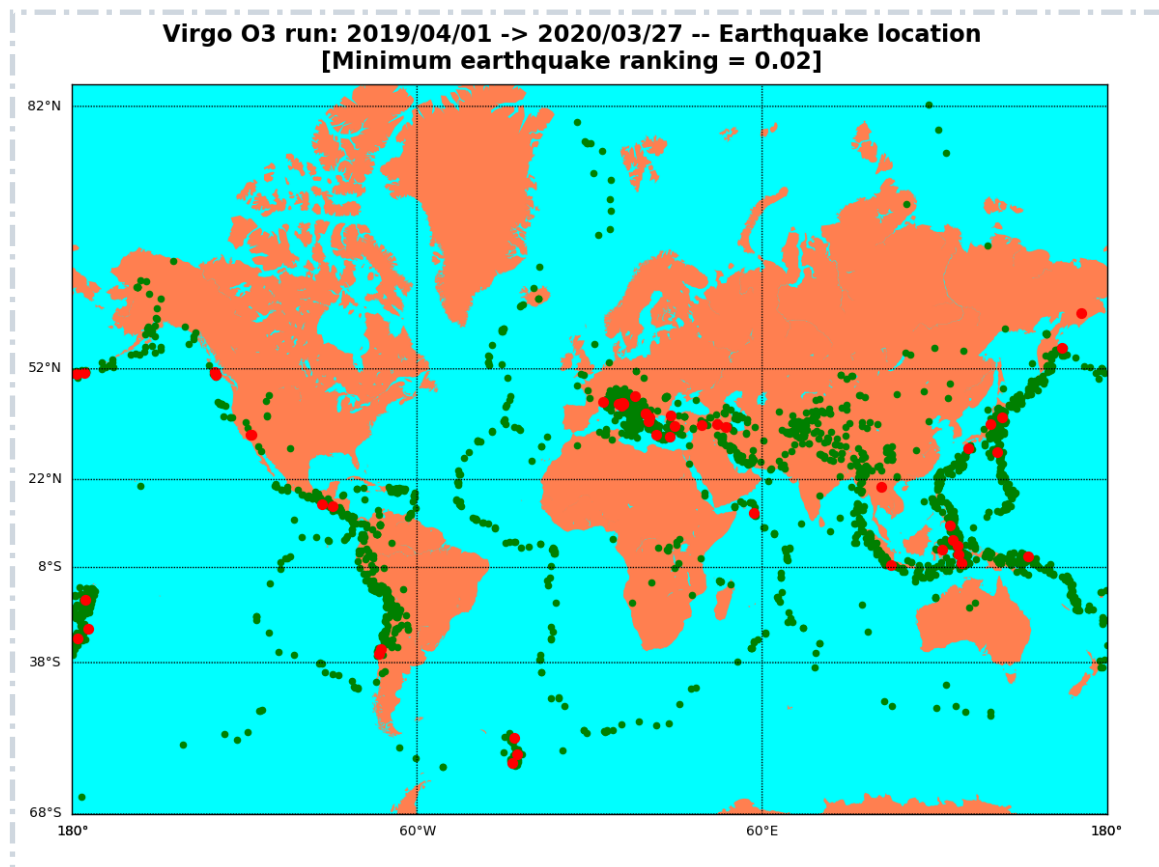 Virgo O3 run: 2019/04/01 -> 2020/03/27 -- Earthquake location
[Minimum earthquake ranking = 0.02]
82°N
52°N
22°N
8°S
38°S
68°S
180° 60°W 60°E 180°